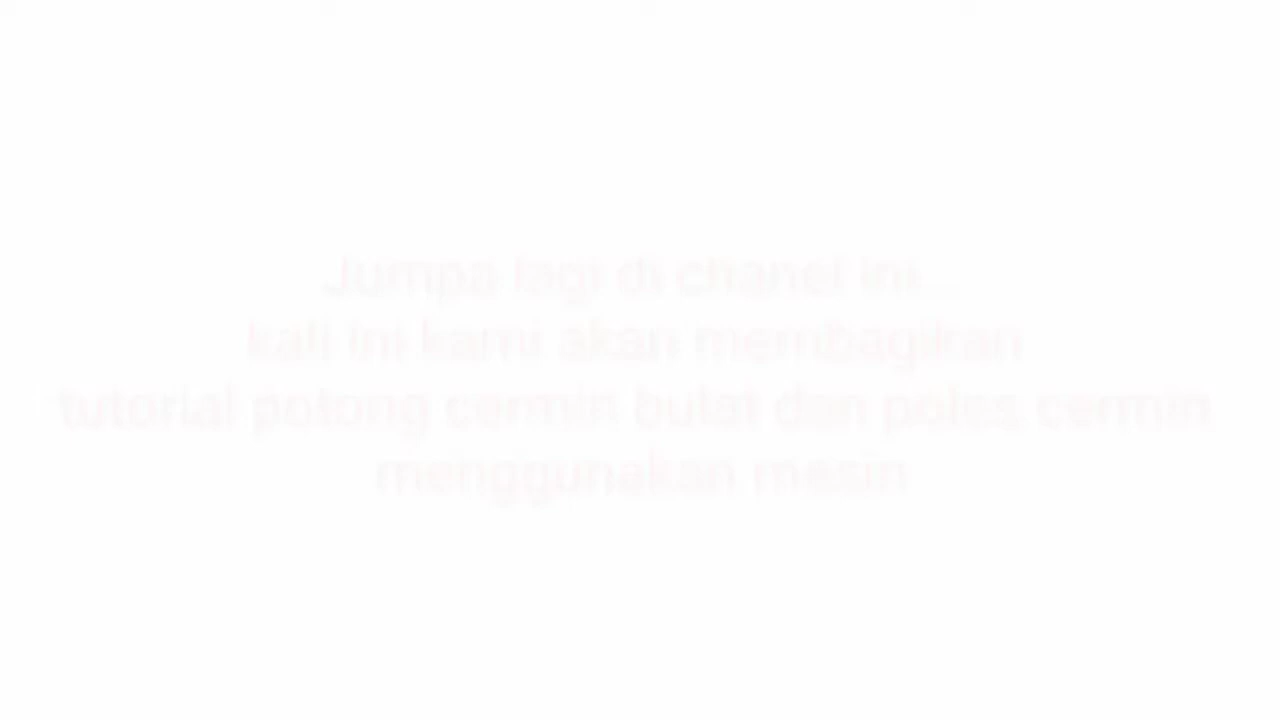 Jumpa lagi di chanel ini...
kali ini kami akan membagikan
tutorial potong cermin bulat dan poles cermin
menggunakan mesin